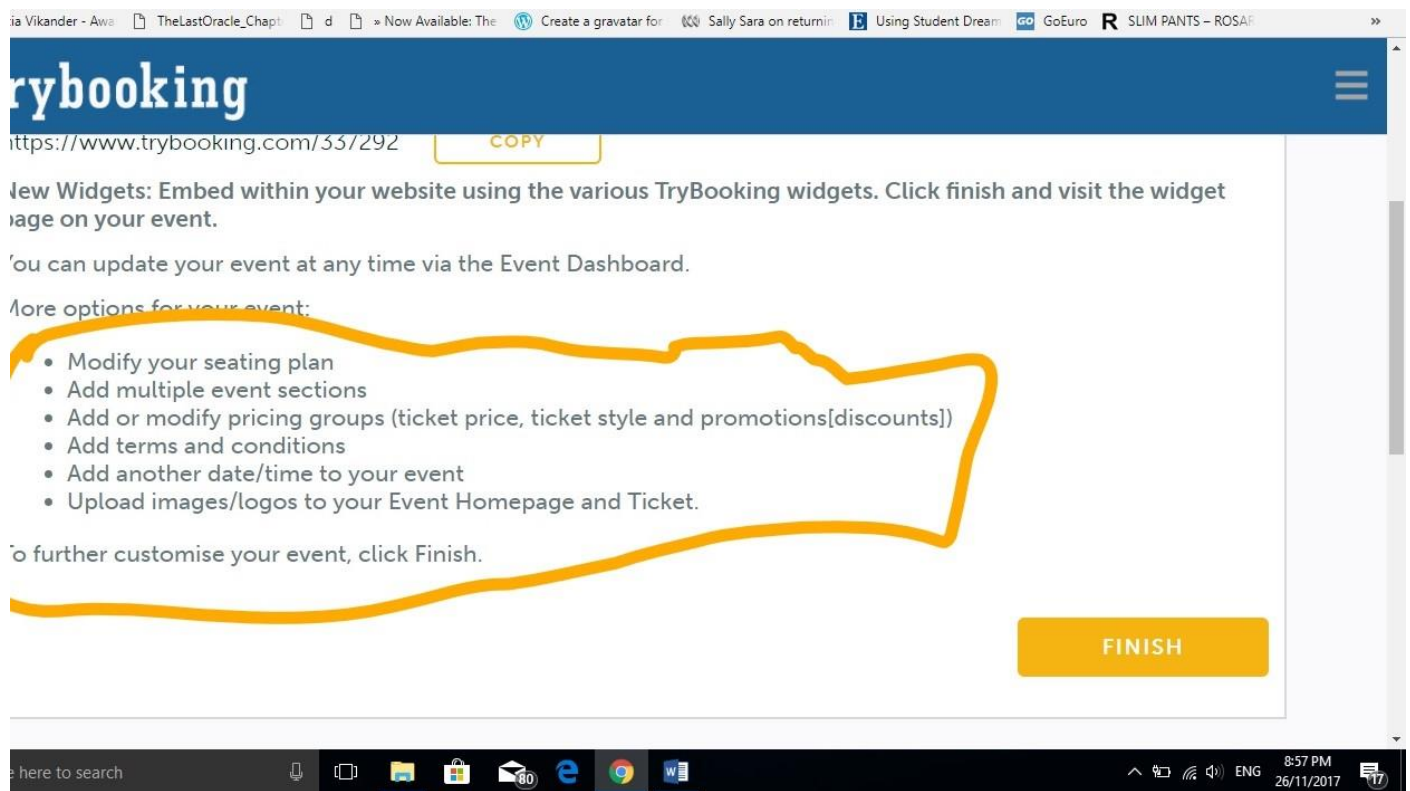 ia Vikander - Awa TheLastOracle_Chapt d » Now Available: The Create a gravatar for Sally Sara on returnin Using Student Dream GO GoEuro R SLIM PANTS – ROSAR »
rybooking
https://www.trybooking.com/337292 COPY
New Widgets: Embed within your website using the various TryBooking widgets. Click finish and visit the widget
page on your event.
You can update your event at any time via the Event Dashboard.
More options for your event:
• Modify your seating plan
• Add multiple event sections
• Add or modify pricing groups (ticket price, ticket style and promotions[discounts])
• Add terms and conditions
• Add another date/time to your event
• Upload images/logos to your Event Homepage and Ticket.
To further customise your event, click Finish.
FINISH
here to search 80 ENG 8:57 PM
26/11/2017 17